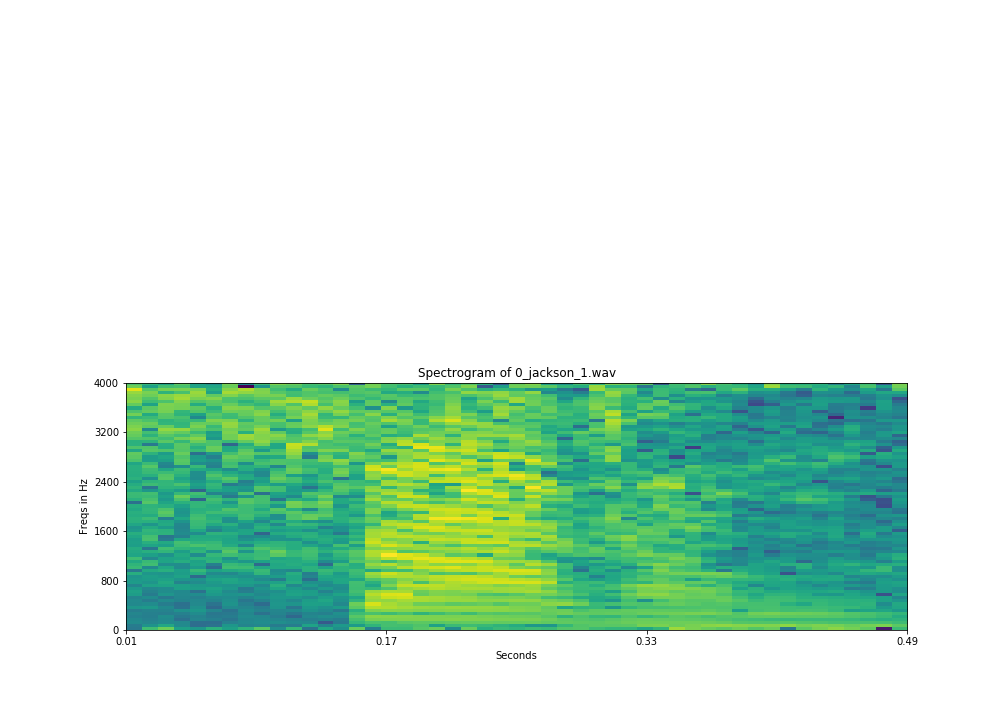 Spectrogram of 0_jackson_1.wav
4000
3200
2400
1600
800
0
Freqs in Hz
0.01 0.17 0.33 0.49
Seconds